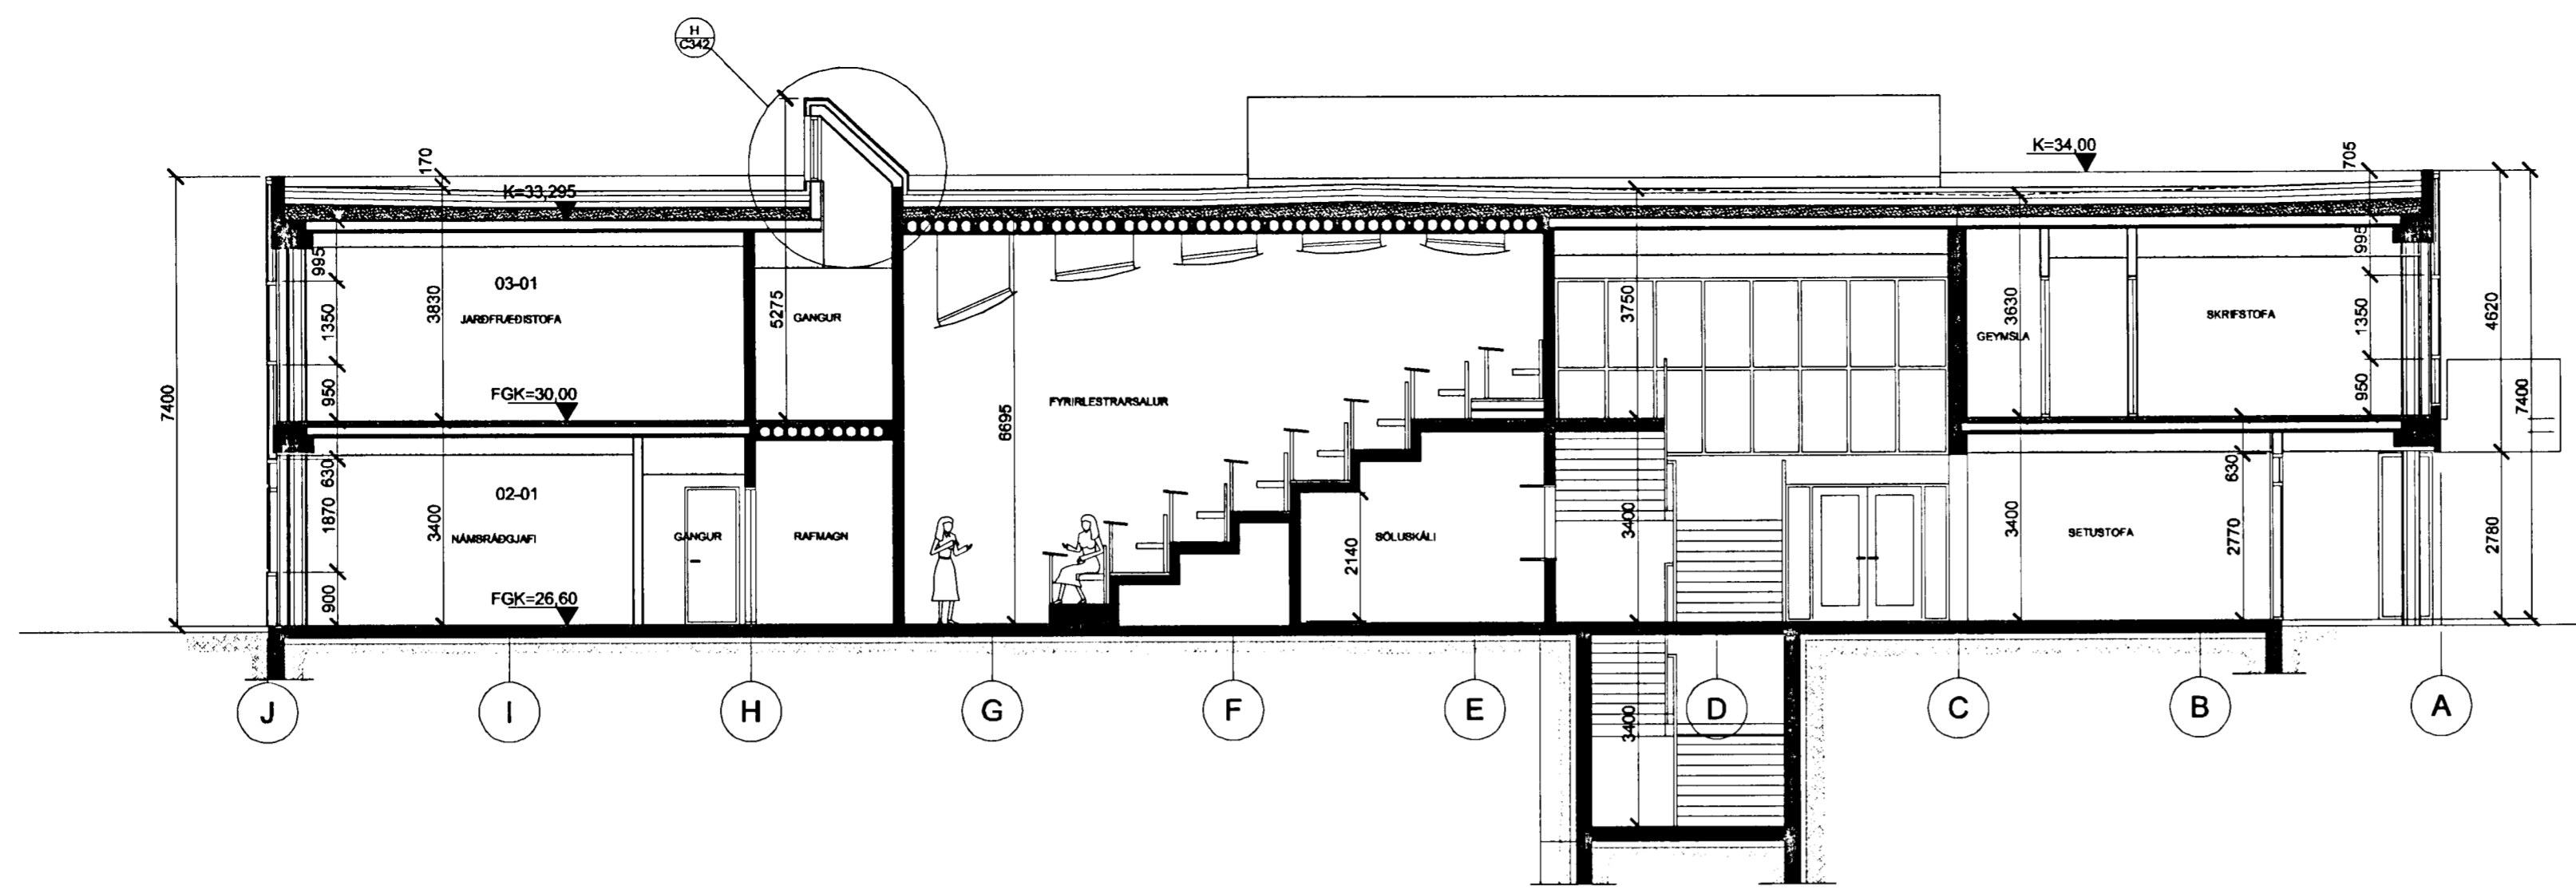 H
C342
K=34,00
170
705
K=33,295
995
995
03-01
JARÐFRÆÐISTOFA
GANGUR
SKRIFSTOFA
GEYMSLA
1350
3830
5275
3750
3630
1350
4620
FGK=30,00
950
950
7400
7400
FYRIRLESTRARSALUR
6695
630
630
02-01
NÁMSRÁÐGJAFI
GANGUR
RAFMAGN
SÖLUSKÁLI
SETUSTOFA
1870
3400
2140
3400
3400
2770
2780
FGK=26,60
900
3400
J
I
H
G
F
E
D
C
B
A